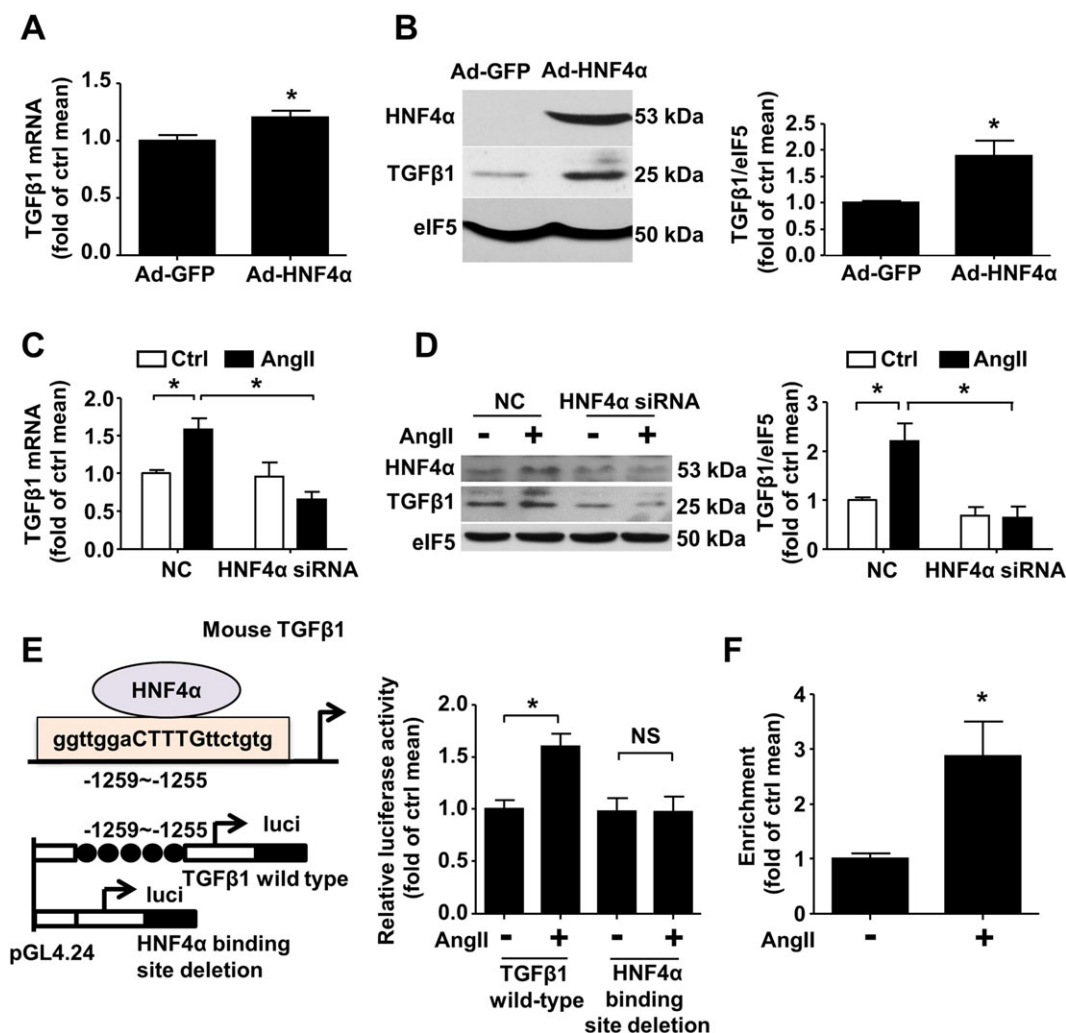 A
TGFβ1 mRNA
(fold of ctrl mean)
1.5
1.0
0.5
0.0
*
Ad-GFP
Ad-HNF4α
B
Ad-GFP Ad-HNF4α
HNF4α
53 kDa
TGFβ1
25 kDa
eIF5
50 kDa
TGFβ1/eIF5
(fold of ctrl mean)
2.5
2.0
1.5
1.0
0.5
0.0
*
Ad-GFP
Ad-HNF4α
C
Ctrl
AngII
TGFβ1 mRNA
(fold of ctrl mean)
2.0
1.5
1.0
0.5
0.0
*
*
NC
HNF4α siRNA
D
NC
HNF4α siRNA
AngII
-
+
-
+
HNF4α
53 kDa
TGFβ1
25 kDa
eIF5
50 kDa
Ctrl
AngII
TGFβ1/eIF5
(fold of ctrl mean)
3
2
1
0
*
*
NC
HNF4α siRNA
E
Mouse TGFβ1
HNF4α
ggttggaCTTTGttctgtg
-1259~-1255
-1259~-1255
luci
TGFβ1 wild type
luci
pGL4.24
HNF4α binding
site deletion
Relative luciferase activity
(fold of ctrl mean)
2.0
1.5
1.0
0.5
0.0
*
NS
AngII
-
+
-
+
TGFβ1
wild-type
HNF4α
binding
site deletion
F
Enrichment
(fold of ctrl mean)
4
3
2
1
0
*
AngII
-
+